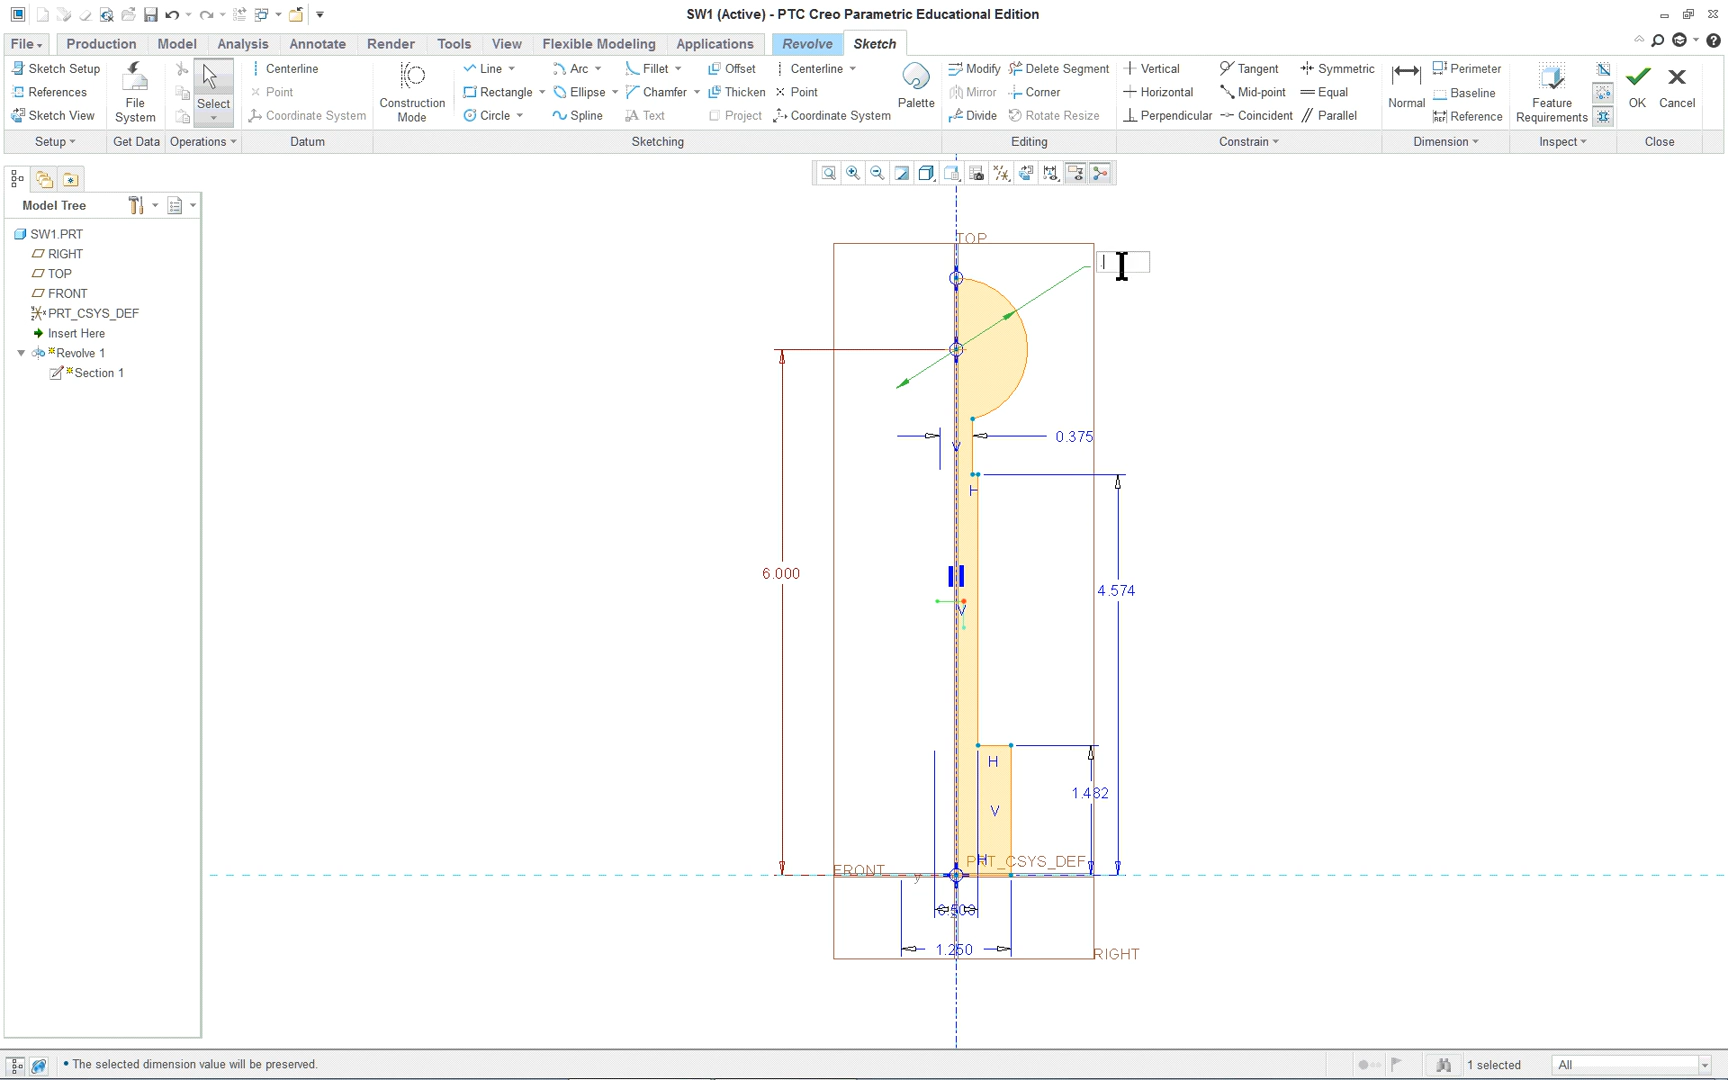 SW1 (Active) - PTC Creo Parametric Educational Edition
File Production Model Analysis Annotate Render Tools View Flexible Modeling Applications Revolve Sketch
Sketch Setup
References
Sketch View
File
System
Select
Centerline
Point
Coordinate System
Construction
Mode
Line
Rectangle
Circle
Arc
Ellipse
Spline
Fillet
Chamfer
Text
Offset
Thicken
Project
Centerline
Point
Coordinate System
Palette
Modify
Mirror
Divide
Delete Segment
Corner
Rotate Resize
Vertical
Horizontal
Perpendicular
Tangent
Mid-point
Coincident
Symmetric
Equal
Parallel
Normal
Perimeter
Baseline
Reference
Feature
Requirements
OK
Cancel
Setup Get Data Operations Datum Sketching Editing Constrain Dimension Inspect Close
Model Tree
SW1.PRT
RIGHT
TOP
FRONT
PRT_CSYS_DEF
Insert Here
Revolve 1
Section 1
TOP
0.375
V
H
6.000
V
4.574
H
1.482
V
H
PRT_CSYS_DEF
FRONT
y
1.250
RIGHT
The selected dimension value will be preserved.
1 selected
All